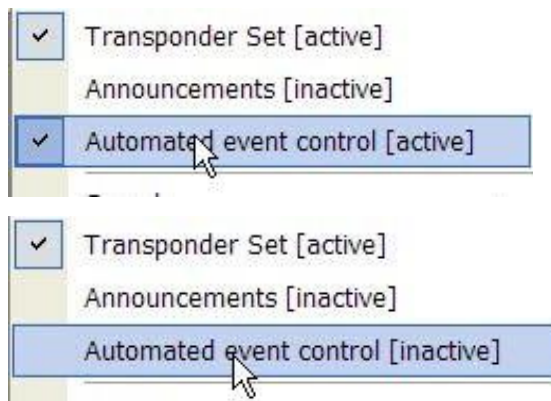 Transponder Set [active]
Announcements [inactive]
Automated event control [active]
Transponder Set [active]
Announcements [inactive]
Automated event control [inactive]